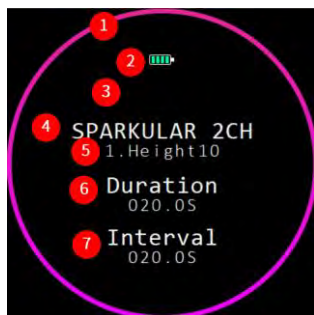 1
2
3
4 SPARKULAR 2CH
5 1.Height10
6 Duration
020.0S
7 Interval
020.0S